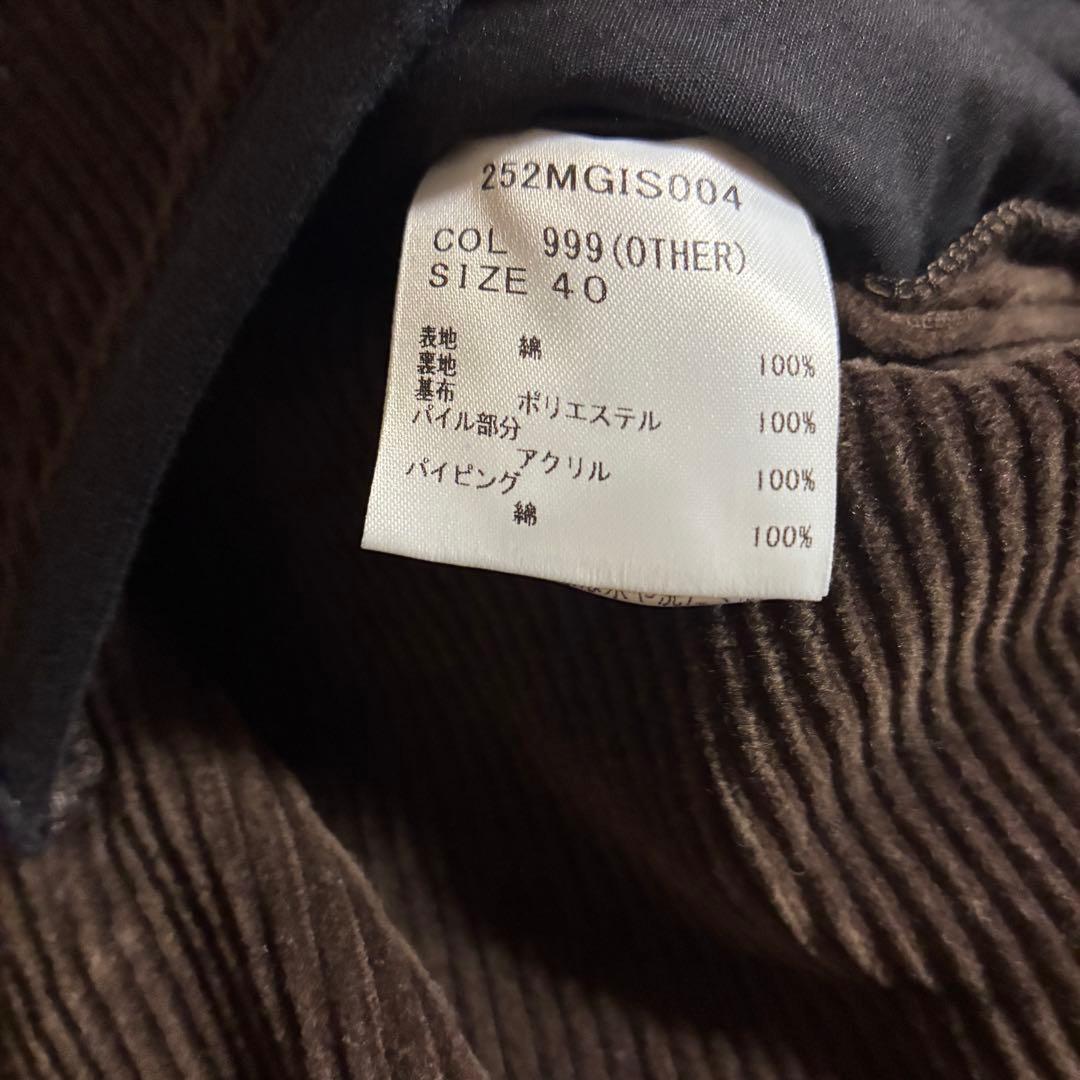 252MGIS004
COL 999(OTHER)
SIZE 40
表地
綿 100%
裏地
基布
ポリエステル 100%
パイル部分
アクリル 100%
パイピング
綿 100%